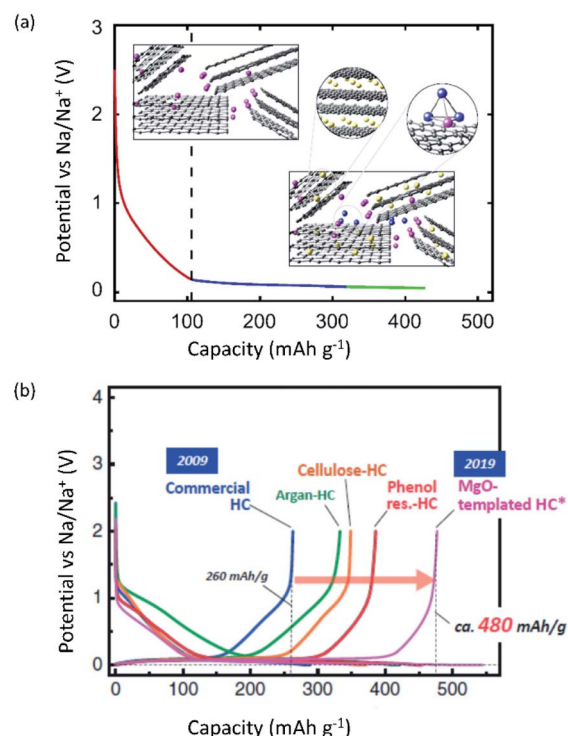 (a)
Potential vs Na/Na⁺ (V)
3
2
1
0
0 100 200 300 400 500
Capacity (mAh g⁻¹)
(b)
Potential vs Na/Na⁺ (V)
4
3
2
1
0
2009
Commercial
HC
Argan-HC
Cellulose-HC
Phenol
res.-HC
2019
MgO-
templated HC*
260 mAh/g
ca. 480 mAh/g
0 100 200 300 400 500
Capacity (mAh g⁻¹)